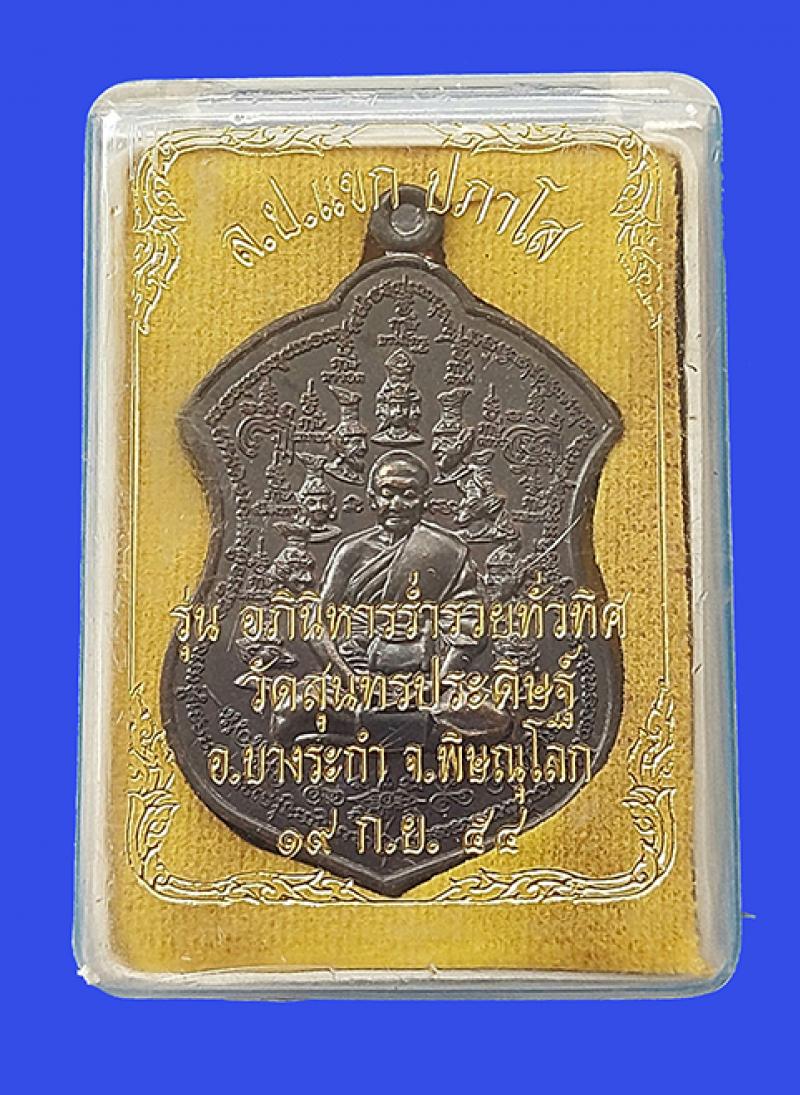 ล.ป.แขก ปภาโส
รุ่น อภินิหารร่ำรวยทั่วทิศ
วัดสุนทรประดิษฐ์
อ.บางระกำ จ.พิษณุโลก
๑๙ ก.ย. ๕๔